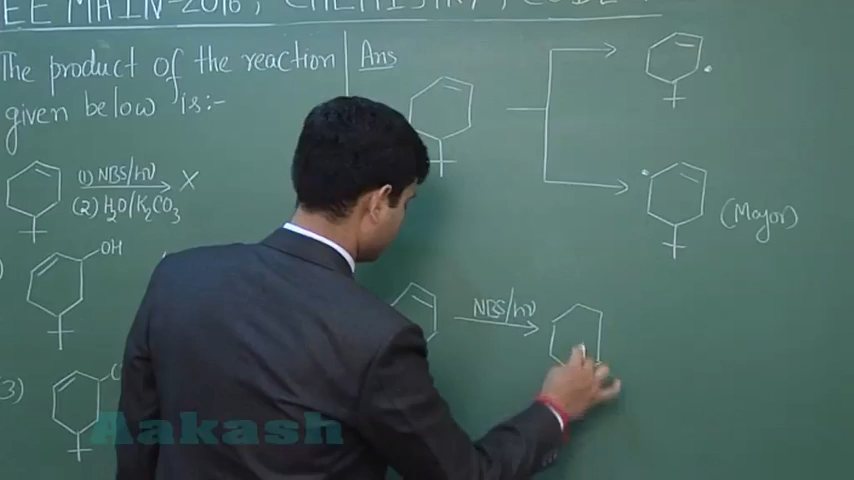 EE MAIN-2016, CHEMISTRY, CODE
The product of the reaction
given below is:-
Ans
(1) NBS/hν
(2) H2O/K2CO3
X
OH
(3)
(Major)
NBS/hν
Aakash